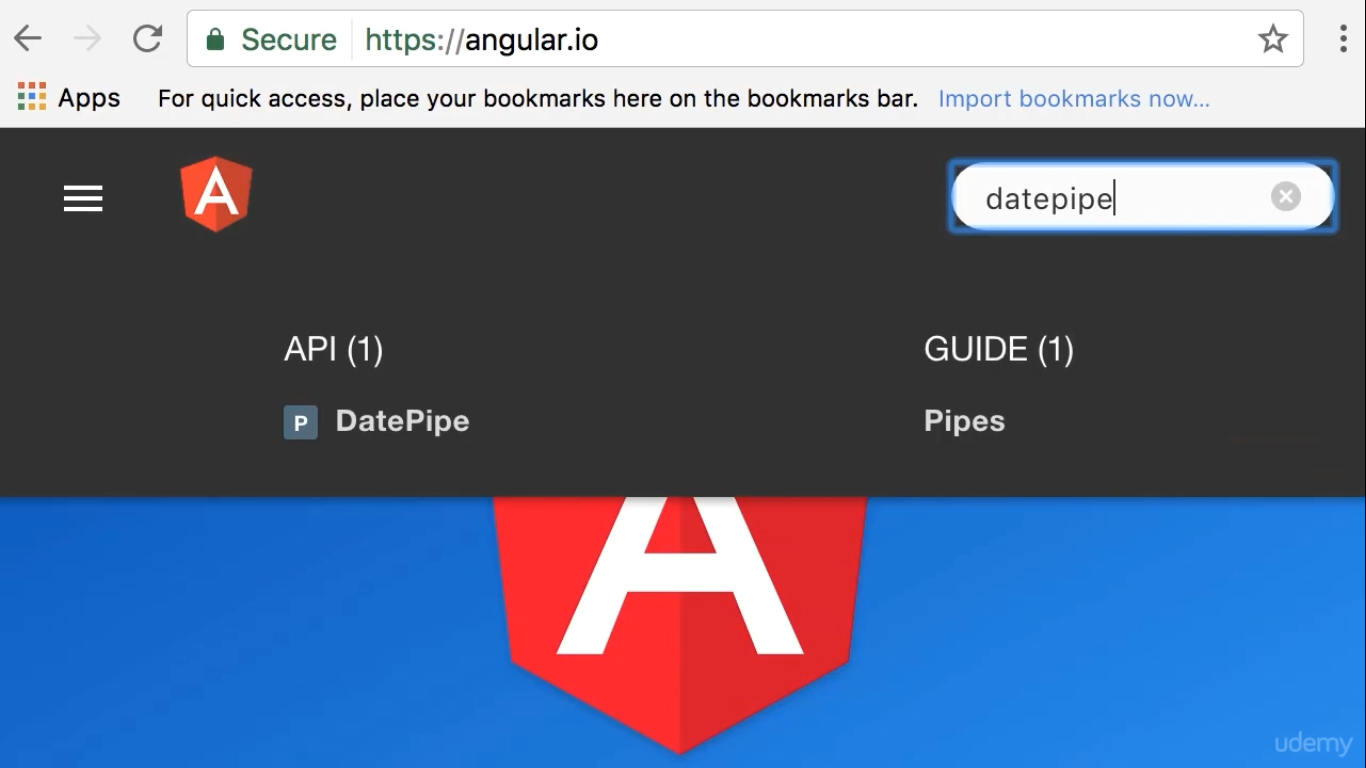 Secure https://angular.io
Apps For quick access, place your bookmarks here on the bookmarks bar. Import bookmarks now...
A
datepipe
API (1) GUIDE (1)
P DatePipe Pipes
A
udemy